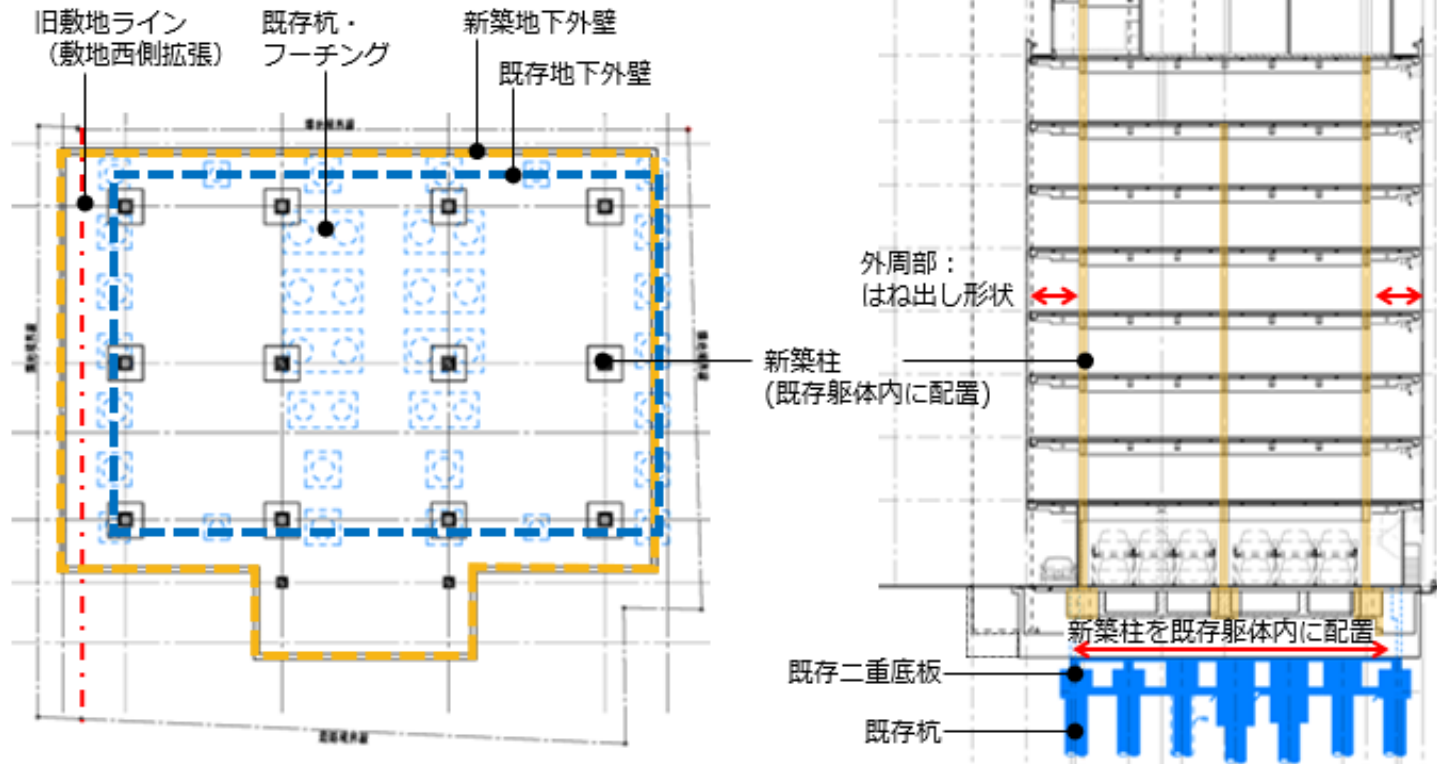 旧敷地ライン
（敷地西側拡張）
既存杭・
フーチング
新築地下外壁
既存地下外壁
外周部：
はね出し形状
新築柱
(既存躯体内に配置)
新築柱を既存躯体内に配置
既存二重底板
既存杭